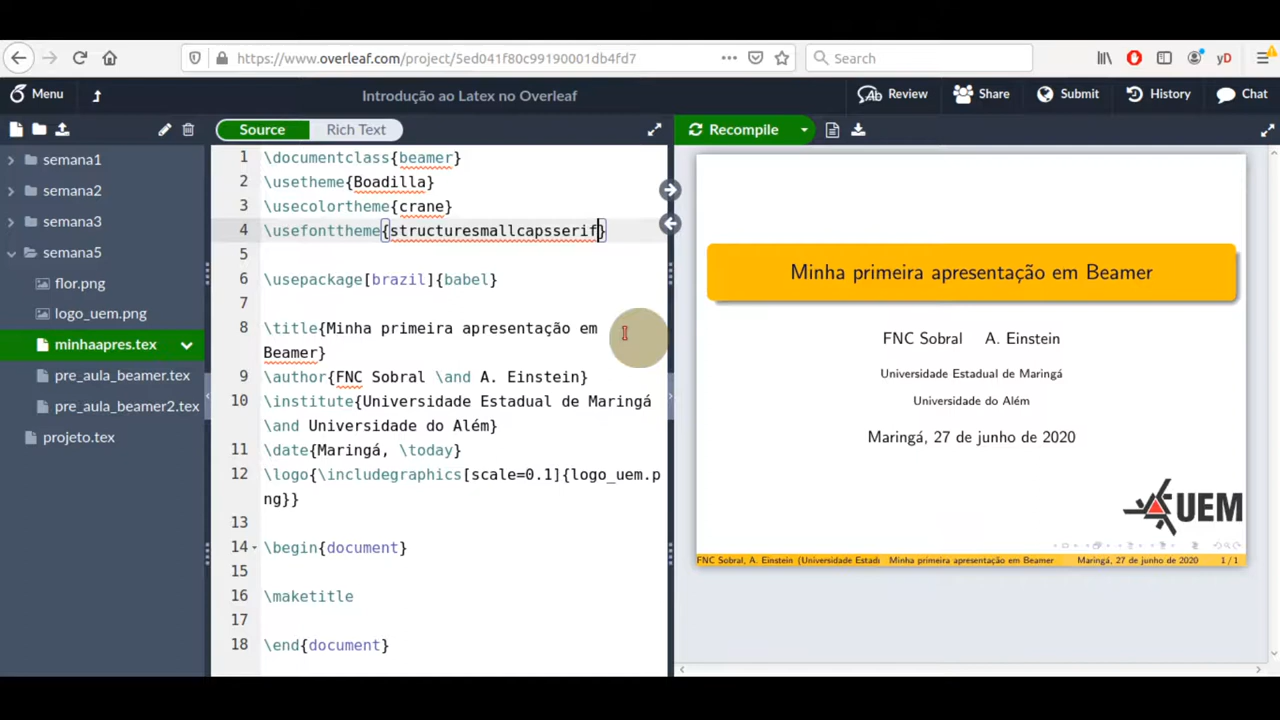 https://www.overleaf.com/project/5ed041f80c99190001db4fd7
Search
yD
Menu
Introdução ao Latex no Overleaf
Review
Share
Submit
History
Chat
Source
Rich Text
Recompile
semana1
semana2
semana3
semana5
flor.png
logo_uem.png
minhaapres.tex
pre_aula_beamer.tex
pre_aula_beamer2.tex
projeto.tex
1 \documentclass{beamer}
2 \usetheme{Boadilla}
3 \usecolortheme{crane}
4 \usefonttheme{structuresmallcapsserif}
5
6 \usepackage[brazil]{babel}
7
8 \title{Minha primeira apresentação em
Beamer}
9 \author{FNC Sobral \and A. Einstein}
10 \institute{Universidade Estadual de Maringá
\and Universidade do Além}
11 \date{Maringá, \today}
12 \logo{\includegraphics[scale=0.1]{logo_uem.p
ng}}
13
14 \begin{document}
15
16 \maketitle
17
18 \end{document}
Minha primeira apresentação em Beamer
FNC Sobral A. Einstein
Universidade Estadual de Maringá
Universidade do Além
Maringá, 27 de junho de 2020
UEM
FNC Sobral, A. Einstein (Universidade Estadu Minha primeira apresentação em Beamer Maringá, 27 de junho de 2020 1 / 1